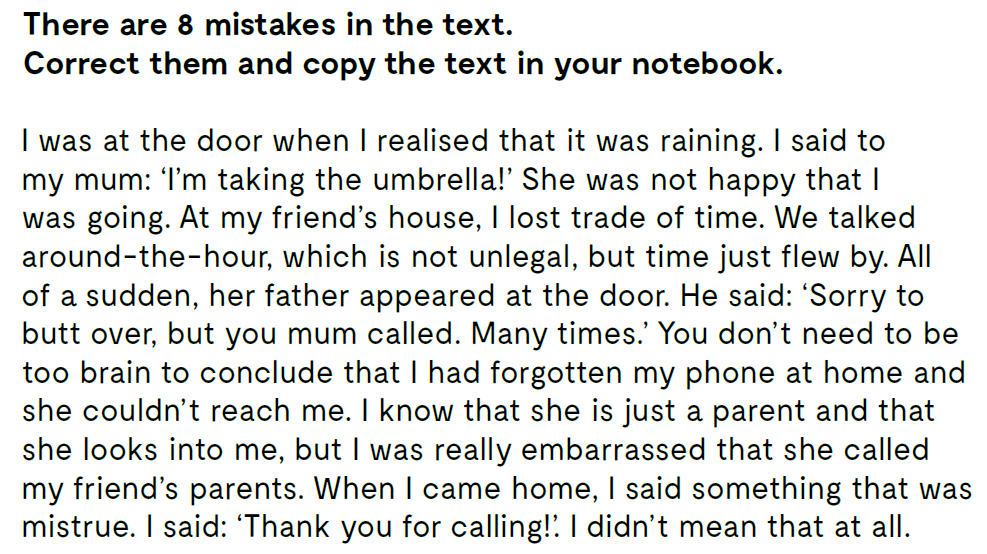 There are 8 mistakes in the text.
Correct them and copy the text in your notebook.
I was at the door when I realised that it was raining. I said to
my mum: ‘I’m taking the umbrella!’ She was not happy that I
was going. At my friend’s house, I lost trade of time. We talked
around-the-hour, which is not unlegal, but time just flew by. All
of a sudden, her father appeared at the door. He said: ‘Sorry to
butt over, but you mum called. Many times.’ You don’t need to be
too brain to conclude that I had forgotten my phone at home and
she couldn’t reach me. I know that she is just a parent and that
she looks into me, but I was really embarrassed that she called
my friend’s parents. When I came home, I said something that was
mistrue. I said: ‘Thank you for calling!’. I didn’t mean that at all.